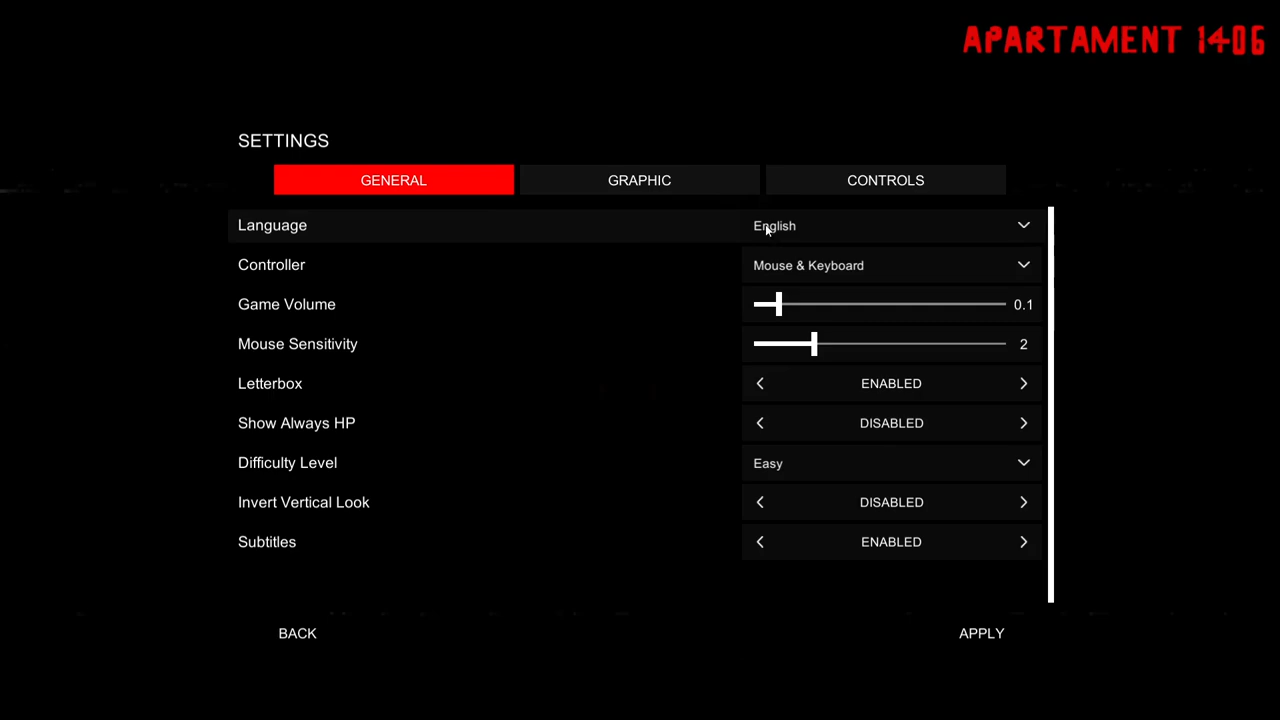 APARTAMENT 1406
SETTINGS
GENERAL GRAPHIC CONTROLS
Language English
Controller Mouse & Keyboard
Game Volume 0.1
Mouse Sensitivity 2
Letterbox ENABLED
Show Always HP DISABLED
Difficulty Level Easy
Invert Vertical Look DISABLED
Subtitles ENABLED
BACK APPLY